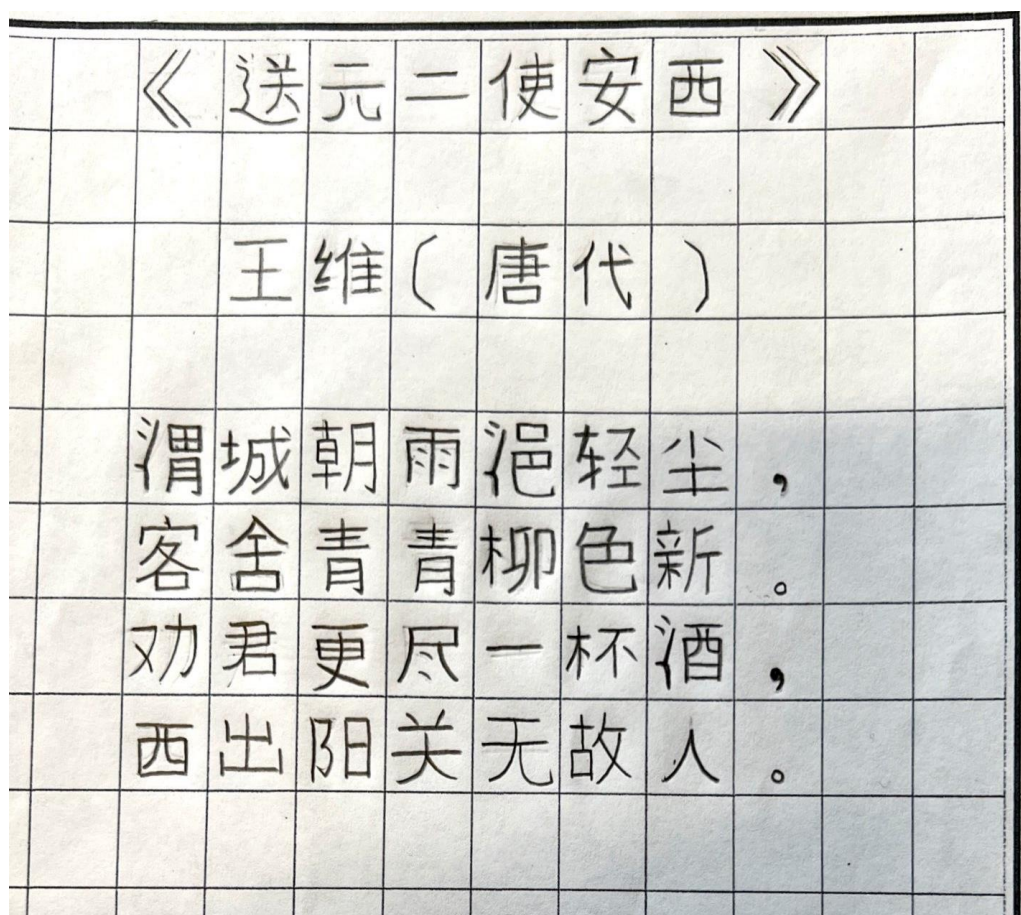 《送元二使安西》
王维(唐代)
渭城朝雨浥轻尘,
客舍青青柳色新。
劝君更尽一杯酒,
西出阳关无故人。